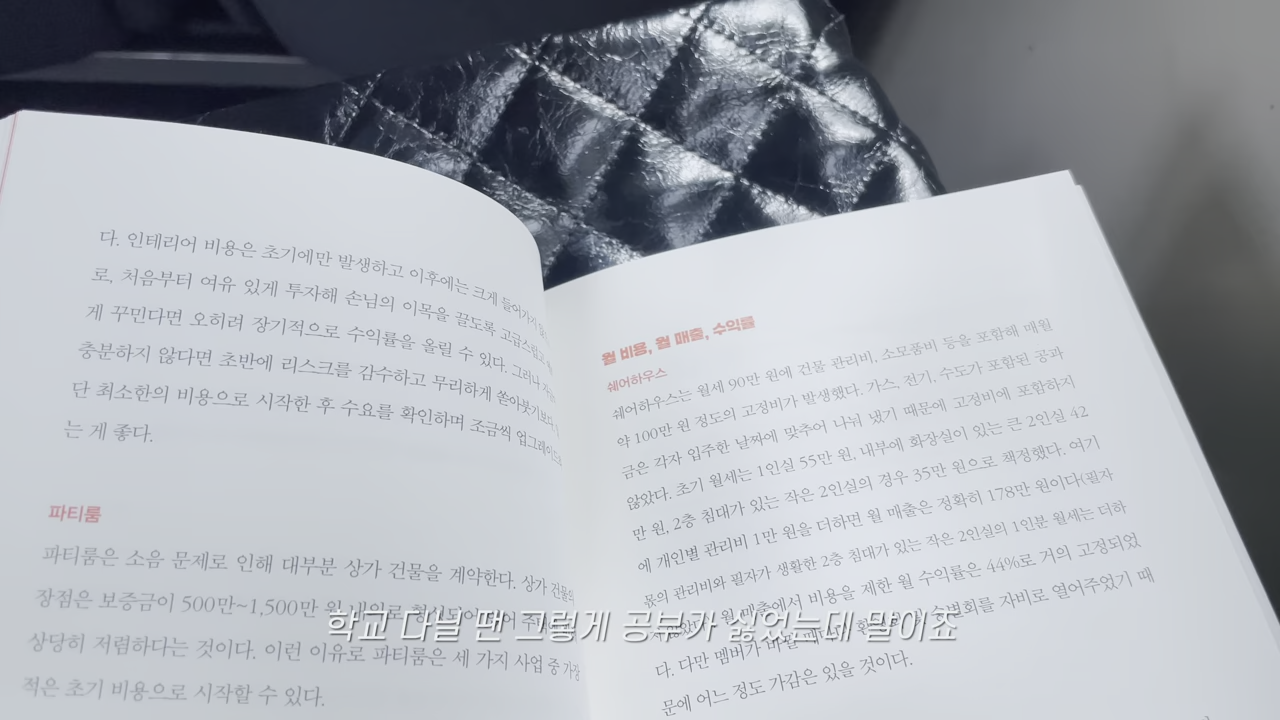 다. 인테리어 비용은 초기에만 발생하고 이후에는 크게 들어가지
로, 처음부터 여유 있게 투자해 손님의 이목을 끌도록 고급스럽고
게 꾸민다면 오히려 장기적으로 수익률을 올릴 수 있다. 그러나
충분하지 않다면 초반에 리스크를 감수하고 무리하게 쏟아붓기보다
단 최소한의 비용으로 시작한 후 수요를 확인하며 조금씩 업그레이드
는 게 좋다.
파티룸
파티룸은 소음 문제로 인해 대부분 상가 건물을 계약한다. 상가 건물의
장점은 보증금이 500만~1,500만
상당히 저렴하다는 것이다. 이런 이유로 파티룸은 세 가지 사업 중 가장
적은 초기 비용으로 시작할 수 있다.
월 비용, 월 매출, 수익률
쉐어하우스
쉐어하우스는 월세 90만 원에 건물 관리비, 소모품비 등을 포함해 매월
약 100만 원 정도의 고정비가 발생했다. 가스, 전기, 수도가 포함된 공과
금은 각자 입주한 날짜에 맞추어 나눠 냈기 때문에 고정비에 포함하지
않았다. 초기 월세는 1인실 55만 원, 내부에 화장실이 있는 큰 2인실 42
만 원, 2층 침대가 있는 작은 2인실의 경우 35만 원으로 책정했다. 여기
에 개인별 관리비 1만 원을 더하면 월 매출은 정확히 178만 원이다(필자
몫의 관리비와 필자가 생활한 2층 침대가 있는 작은 2인실의 1인분 월세는 더하
매출에서 비용을 제한 월 수익률은 44%로 거의 고정되었
다. 다만 멤버가 바뀔 때 자비로 열어주었기 때
문에 어느 정도 가감은 있을 것이다.
학교 다닐 땐 그렇게 공부가 싫었는데 말이죠